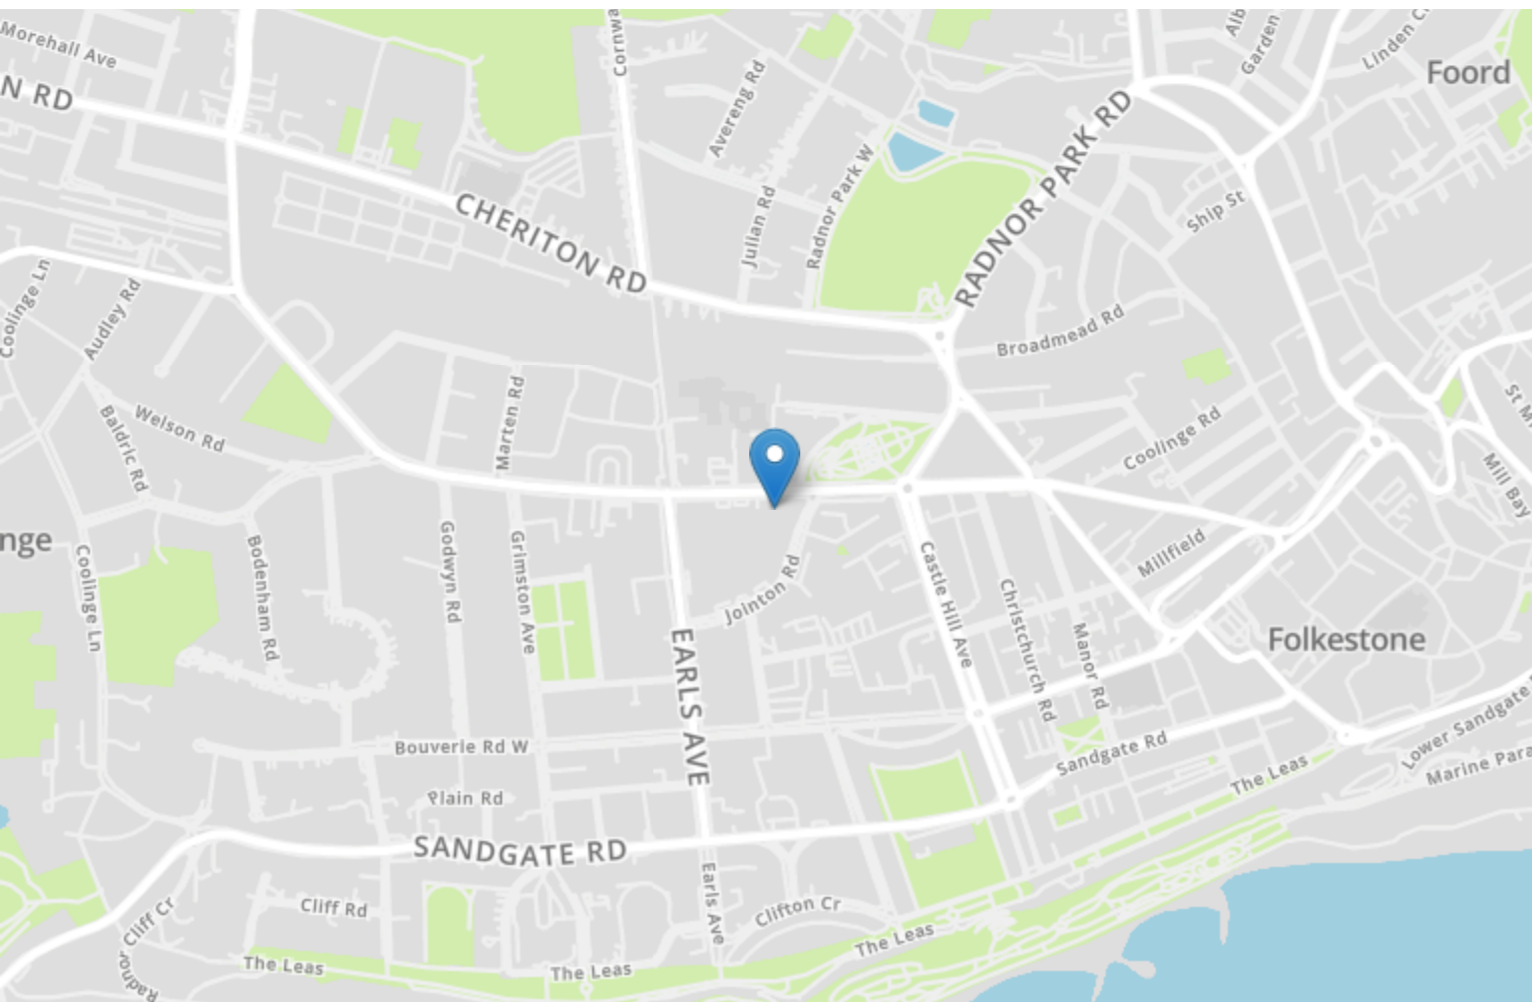 Morehall Ave
N RD
Cornwa
Alb
Garden
Linden C
Foord
Avereng Rd
RADNOR PARK RD
Radnor Park W
Julian Rd
CHERITON RD
Ship St
Coolinge Ln
Audley Rd
Broadmead Rd
Marten Rd
Baldric Rd
Welson Rd
Coolinge Rd
St M
Mill Bay
nge
Coolinge Ln
Bodenham Rd
Godwyn Rd
Grimston Ave
Jointon Rd
Castle Hill Ave
Christchurch Rd
Manor Rd
Millfield
Folkestone
EARLS AVE
Bouverie Rd W
Plain Rd
SANDGATE RD
Sandgate Rd
The Leas
Lower Sandgate
Marine Para
Earls Ave
Cliff Rd
Cliff Cr
Clifton Cr
The Leas
The Leas
The Leas
Radnor